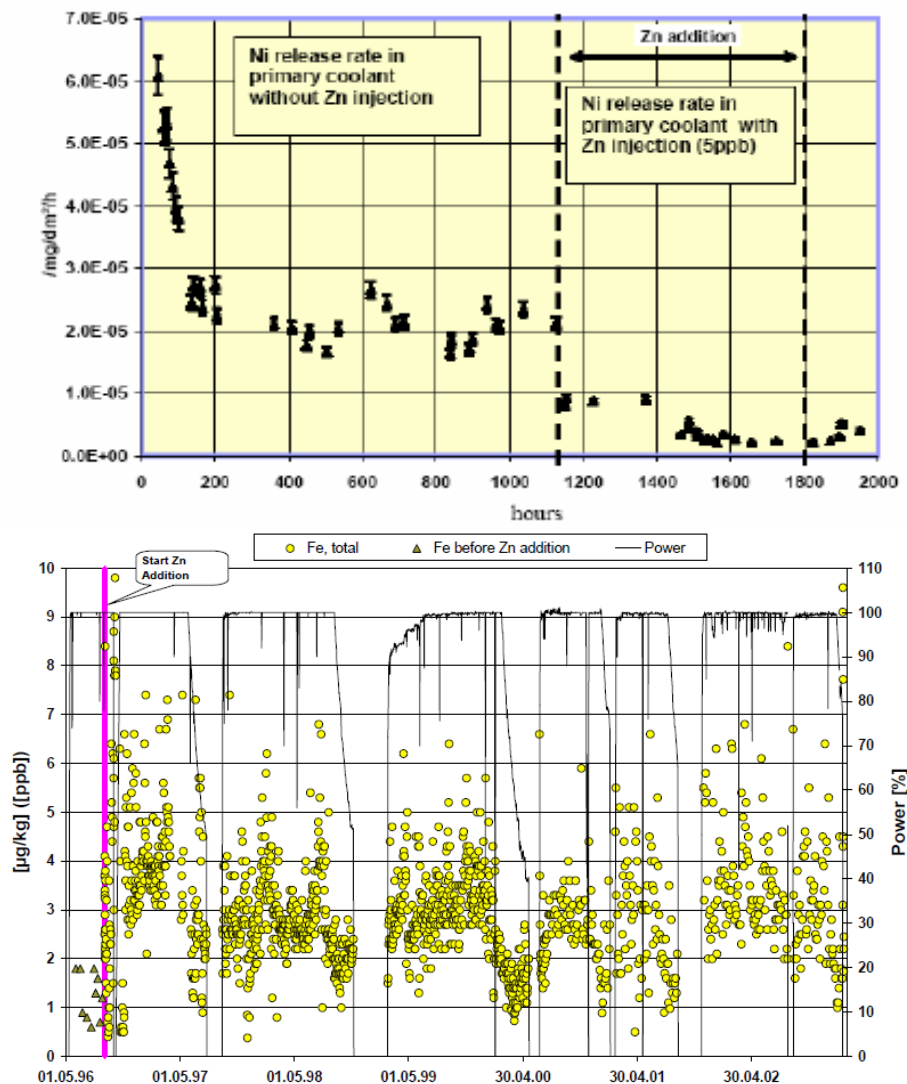 7.0E-05
6.0E-05
5.0E-05
4.0E-05
3.0E-05
2.0E-05
1.0E-05
0.0E+00
/mg/dm²/h
Ni release rate in
primary coolant
without Zn injection
Zn addition
Ni release rate in
primary coolant with
Zn injection (5ppb)
0 200 400 600 800 1000 1200 1400 1600 1800 2000
hours
Fe, total Fe before Zn addition Power
Start Zn
Addition
10
9
8
7
6
5
4
3
2
1
0
[µg/kg] ([ppb])
110
100
90
80
70
60
50
40
30
20
10
0
Power [%]
01.05.96 01.05.97 01.05.98 01.05.99 30.04.00 30.04.01 30.04.02